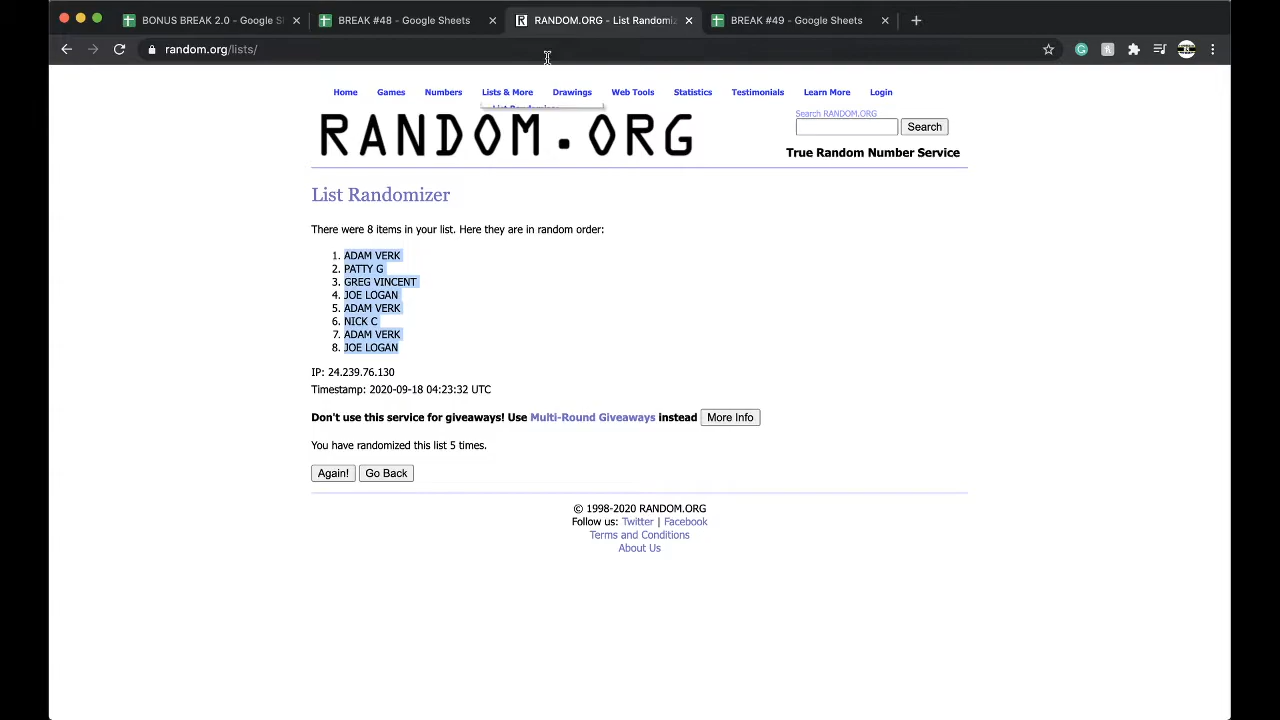 BONUS BREAK 2.0 - Google S
BREAK #48 - Google Sheets
RANDOM.ORG - List Randomiz
BREAK #49 - Google Sheets
random.org/lists/
Home Games Numbers Lists & More Drawings Web Tools Statistics Testimonials Learn More Login
List Randomizer
RANDOM.ORG
Search RANDOM.ORG
Search
True Random Number Service
List Randomizer
There were 8 items in your list. Here they are in random order:
1. ADAM VERK
2. PATTY G
3. GREG VINCENT
4. JOE LOGAN
5. ADAM VERK
6. NICK C
7. ADAM VERK
8. JOE LOGAN
IP: 24.239.76.130
Timestamp: 2020-09-18 04:23:32 UTC
Don't use this service for giveaways! Use Multi-Round Giveaways instead More Info
You have randomized this list 5 times.
Again! Go Back
© 1998-2020 RANDOM.ORG
Follow us: Twitter | Facebook
Terms and Conditions
About Us